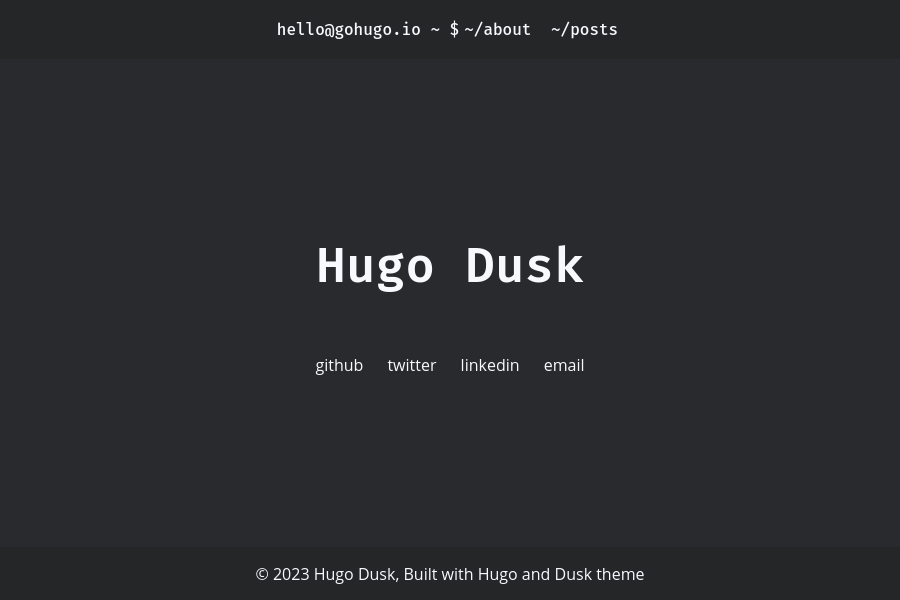 hello@gohugo.io ~ $ ~/about ~/posts
Hugo Dusk
github twitter linkedin email
© 2023 Hugo Dusk, Built with Hugo and Dusk theme